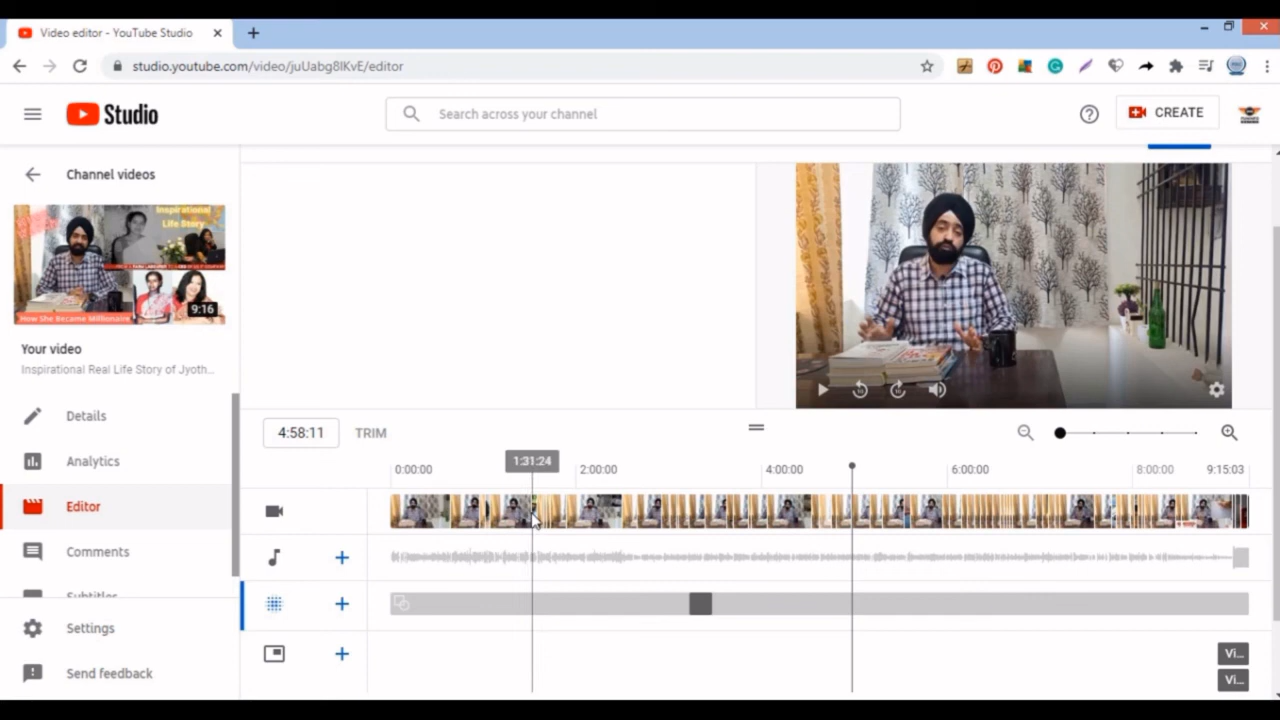 Video editor - YouTube Studio
studio.youtube.com/video/juUabg8lKvE/editor
Studio
Search across your channel
CREATE
Channel videos
Inspirational
Life Story
How She Became Millionaire
9:16
Your video
Inspirational Real Life Story of Jyoth...
Details
Analytics
Editor
Comments
Subtitles
Settings
Send feedback
4:58:11
TRIM
1:31:24
0:00:00
2:00:00
4:00:00
6:00:00
8:00:00
9:15:03
Vi...
Vi...